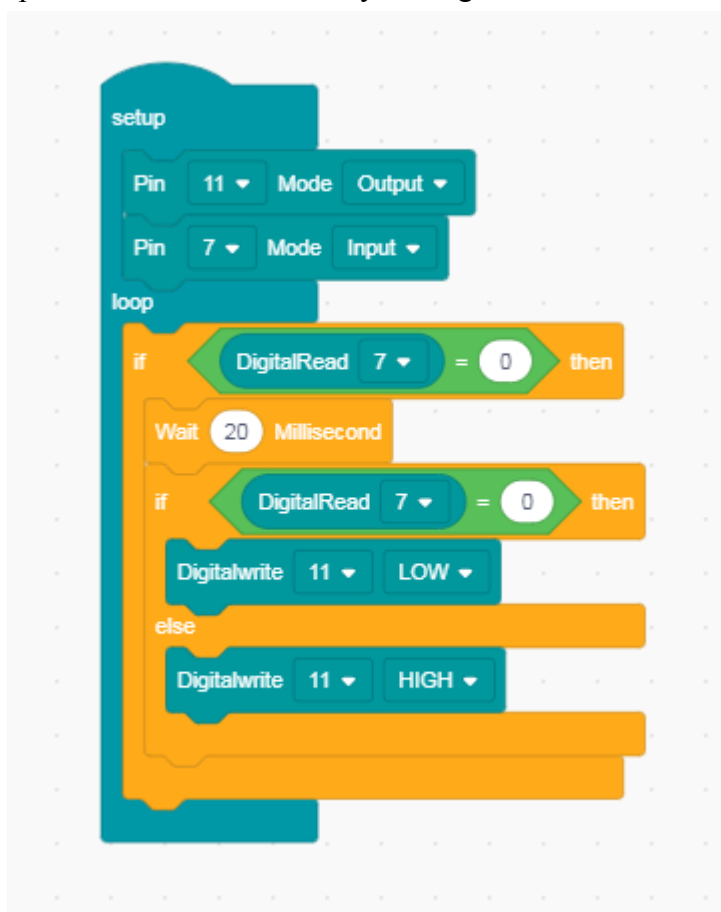 setup
Pin 11 Mode Output
Pin 7 Mode Input
loop
if DigitalRead 7 = 0 then
Wait 20 Millisecond
if DigitalRead 7 = 0 then
Digitalwrite 11 LOW
else
Digitalwrite 11 HIGH